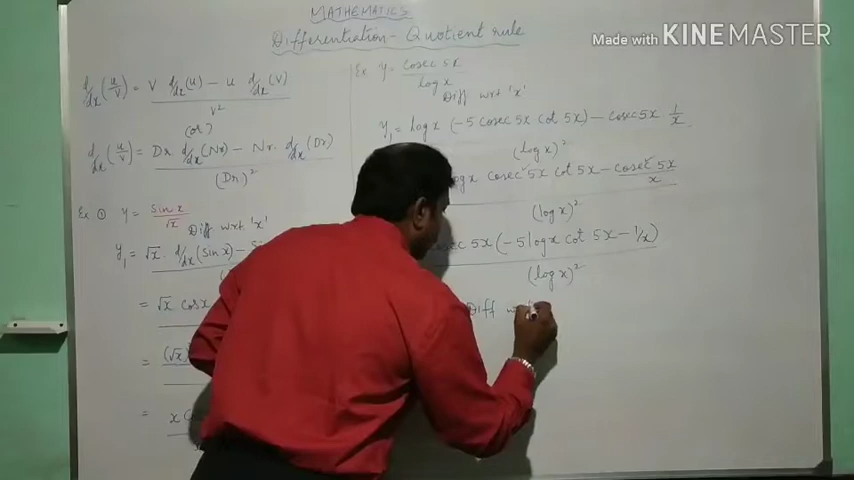 MATHEMATICS
Differentiation - Quotient rule
Made with KINEMASTER
d/dx (u/v) = V d/dx (u) - u d/dx (v)
v²
(or)
d/dx (u/v) = Dr. d/dx (Nr) - Nr. d/dx (Dr)
(Dr)²
Ex ① y = sin x / √x
Diff wrt 'x'
y₁ = √x . d/dx (sin x) -
= √x cos x
= (√x)
= x
Ex y = cosec 5x / log x
Diff wrt 'x'
y₁ = log x (-5 cosec 5x cot 5x) - cosec 5x 1/x
(log x)²
log x cosec 5x cot 5x - cosec 5x / x
(log x)²
cosec 5x (-5 log x cot 5x - 1/x)
(log x)²
Diff